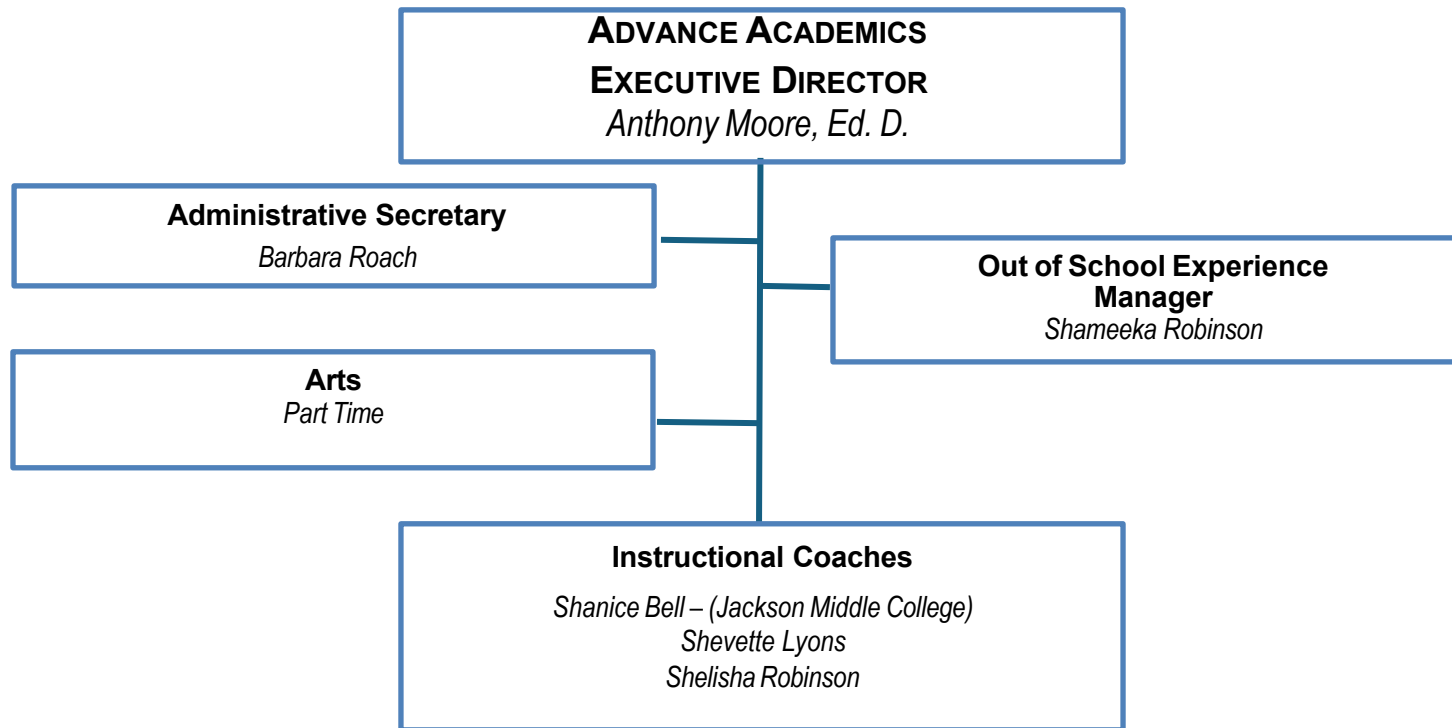 ADVANCE ACADEMICS
EXECUTIVE DIRECTOR
Anthony Moore, Ed. D.
Administrative Secretary
Barbara Roach
Out of School Experience
Manager
Shameeka Robinson
Arts
Part Time
Instructional Coaches
Shanice Bell – (Jackson Middle College)
Shevette Lyons
Shelisha Robinson